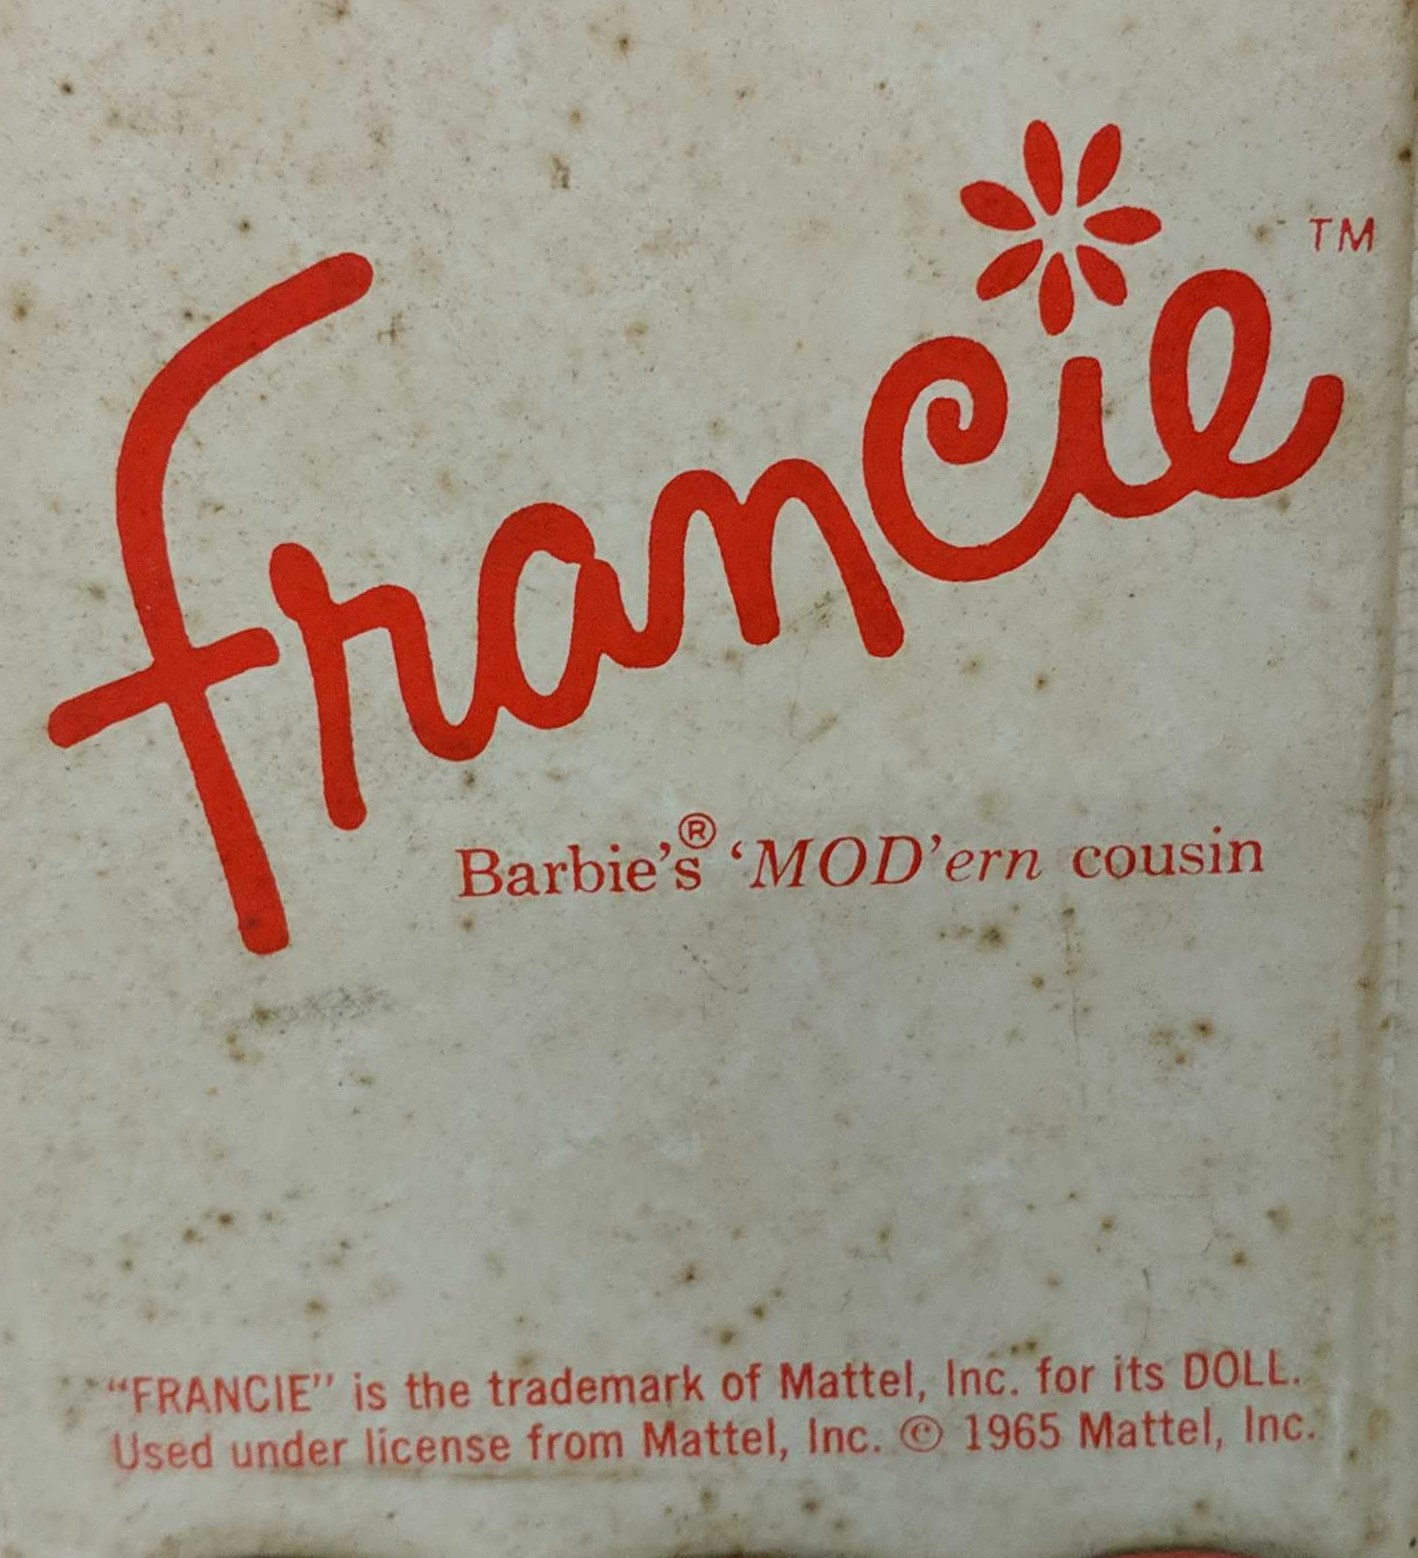 Francie™
Barbie's® 'MOD'ern cousin
"FRANCIE" is the trademark of Mattel, Inc. for its DOLL.
Used under license from Mattel, Inc. © 1965 Mattel, Inc.